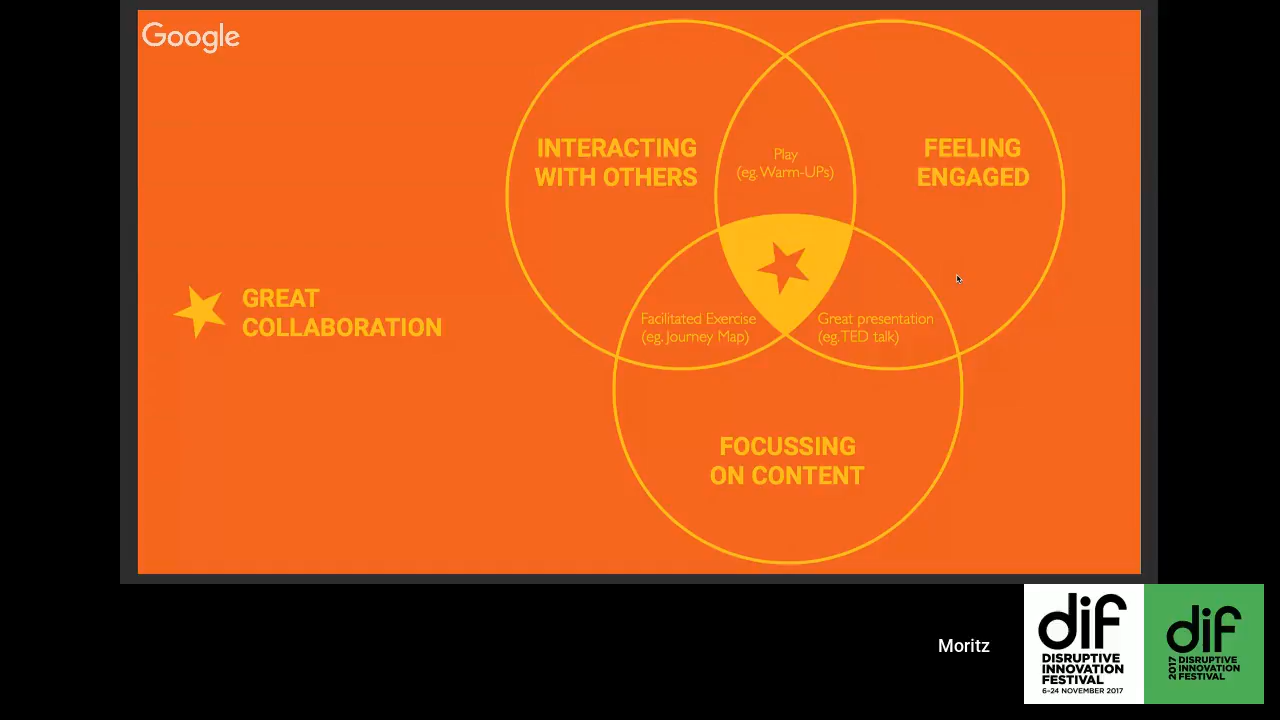 Google
INTERACTING
WITH OTHERS
Play
(eg. Warm-UPs)
FEELING
ENGAGED
GREAT
COLLABORATION
Facilitated Exercise
(eg. Journey Map)
Great presentation
(eg. TED talk)
FOCUSSING
ON CONTENT
Moritz
dif
DISRUPTIVE
INNOVATION
FESTIVAL
6-24 NOVEMBER 2017
dif
2017
DISRUPTIVE
INNOVATION
FESTIVAL